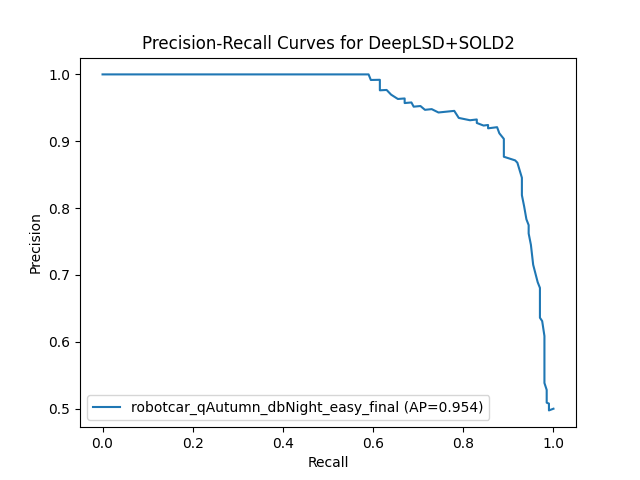 Precision-Recall Curves for DeepLSD+SOLD2
Precision
1.0
0.9
0.8
0.7
0.6
0.5
robotcar_qAutumn_dbNight_easy_final (AP=0.954)
0.0 0.2 0.4 0.6 0.8 1.0
Recall